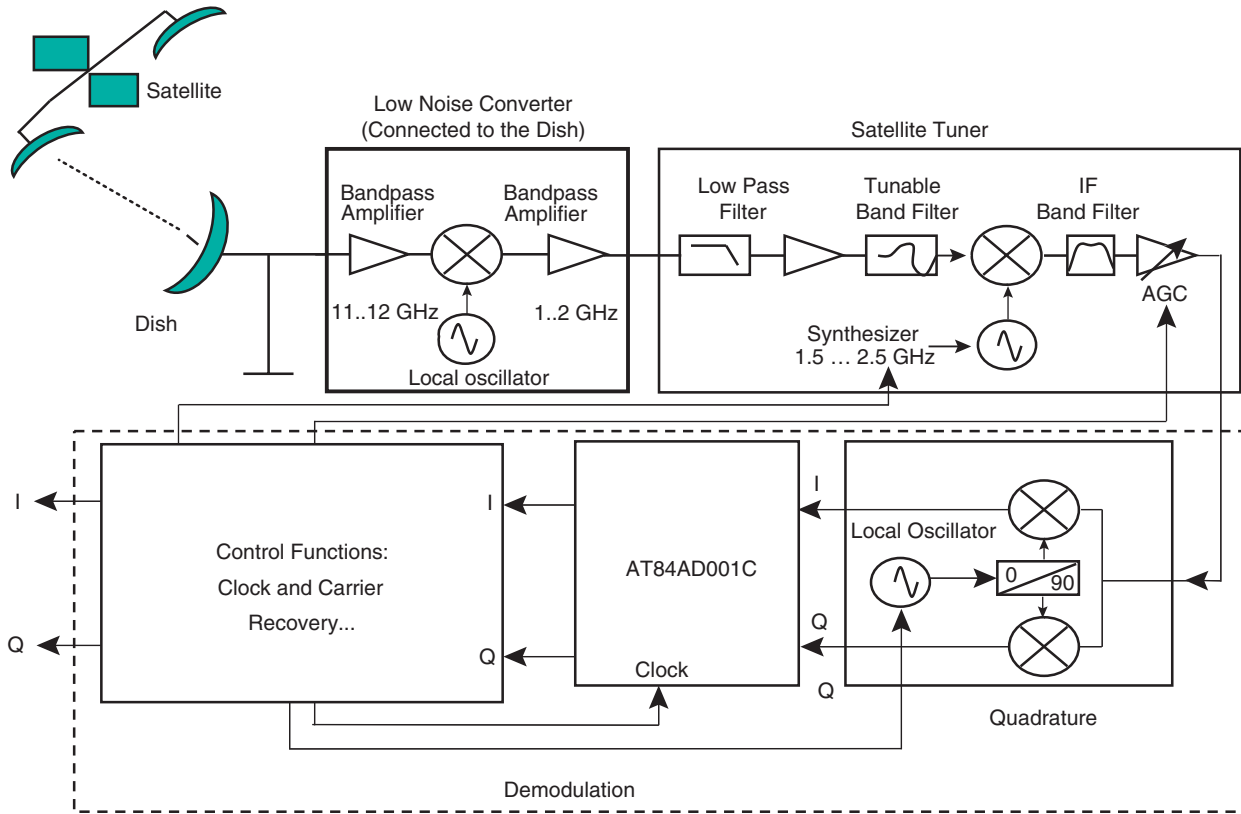 Satellite
Low Noise Converter
(Connected to the Dish)
Satellite Tuner
Bandpass
Amplifier
Bandpass
Amplifier
Low Pass
Filter
Tunable
Band Filter
IF
Band Filter
Dish
11..12 GHz
1..2 GHz
AGC
Synthesizer
1.5 ... 2.5 GHz
Local oscillator
I
I
I
Local Oscillator
Control Functions:
Clock and Carrier
Recovery...
AT84AD001C
0
90
Q
Q
Q
Clock
Q
Quadrature
Demodulation